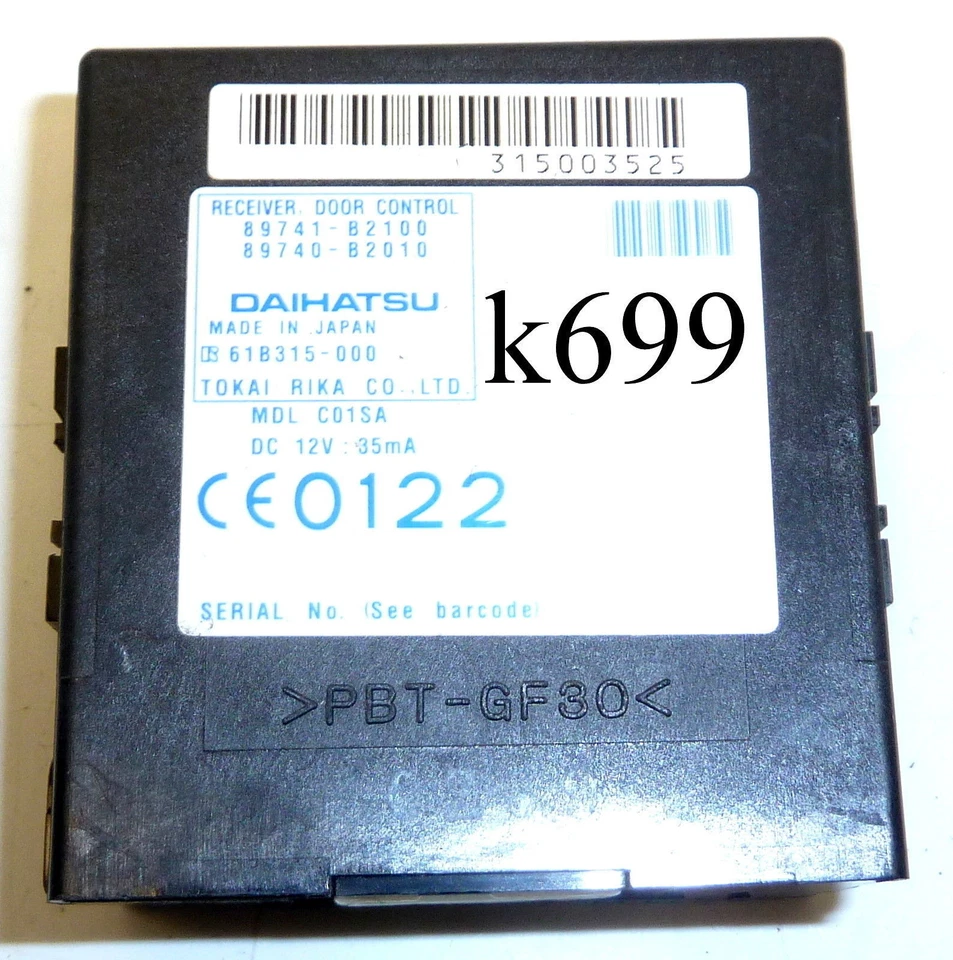 315003525
RECEIVER, DOOR CONTROL
89741-B2100
89740-B2010
DAIHATSU
MADE IN JAPAN
61B315-000
TOKAI RIKA CO.,LTD.
k699
MDL C01SA
DC 12V : 35mA
CE0122
SERIAL No. (See barcode)
>PBT-GF30<